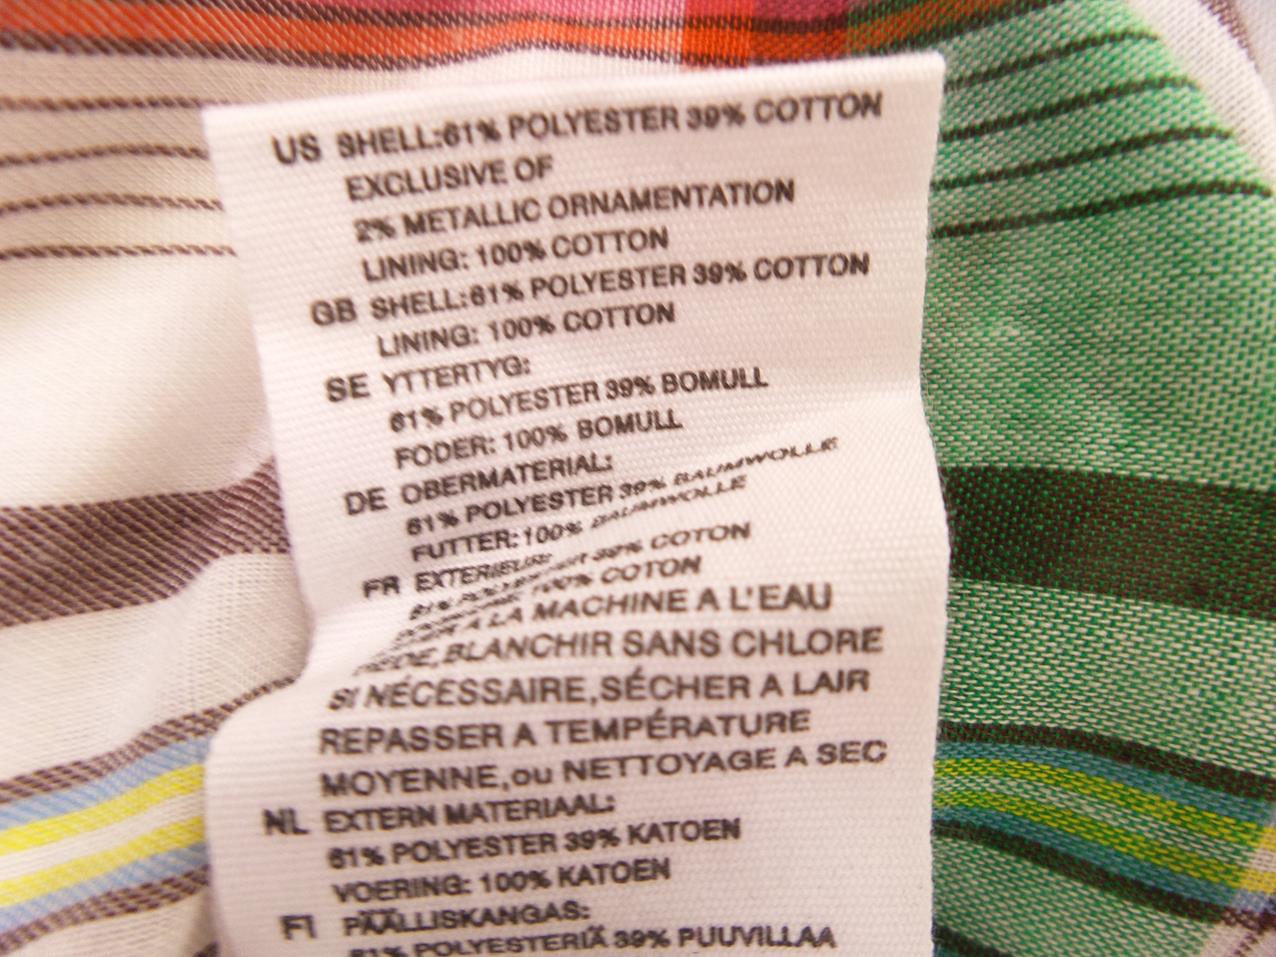 US SHELL:61% POLYESTER 39% COTTON
EXCLUSIVE OF
2% METALLIC ORNAMENTATION
LINING: 100% COTTON
GB SHELL:61% POLYESTER 39% COTTON
LINING: 100% COTTON
SE YTTERTYG:
61% POLYESTER 39% BOMULL
FODER: 100% BOMULL
DE OBERMATERIAL:
61% POLYESTER 39% BAUMWOLLE
FUTTER:100% BAUMWOLLE
FR EXTERIEUR:
61% POLYESTER 39% COTON
100% COTON
A LA MACHINE A L'EAU
BLANCHIR SANS CHLORE
SI NÉCESSAIRE,SÉCHER A LAIR
REPASSER A TEMPÉRATURE
MOYENNE,ou NETTOYAGE A SEC
NL EXTERN MATERIAAL:
61% POLYESTER 39% KATOEN
VOERING: 100% KATOEN
FI PÄÄLLISKANGAS:
61% POLYESTERIÄ 39% PUUVILLAA